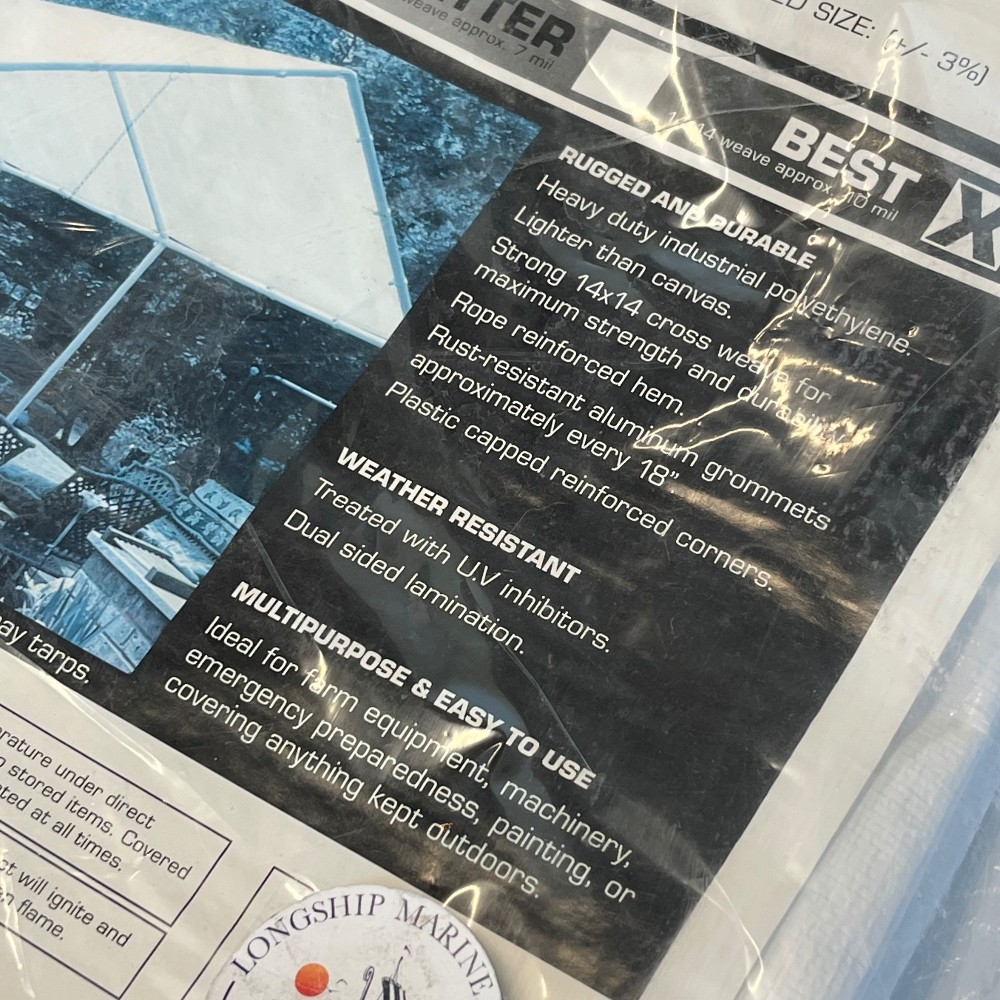 ED SIZE: (+/- 3%)
TTER
weave approx. 7 mil
BEST
14x14 weave approx. 10 mil
X
RUGGED AND DURABLE
Heavy duty industrial polyethylene.
Lighter than canvas.
Strong 14x14 cross weave for
maximum strength and durability.
Rope reinforced hem.
Rust-resistant aluminum grommets
approximately every 18”.
Plastic capped reinforced corners.
WEATHER RESISTANT
Treated with U.V inhibitors.
Dual sided lamination.
MULTIPURPOSE & EASY TO USE
Ideal for farm equipment, machinery,
emergency preparedness, painting, or
covering anything kept outdoors.
ay tarps.
erature under direct
o stored items. Covered
ted at all times.
ct will ignite and
n flame.
LONGSHIP MARINE